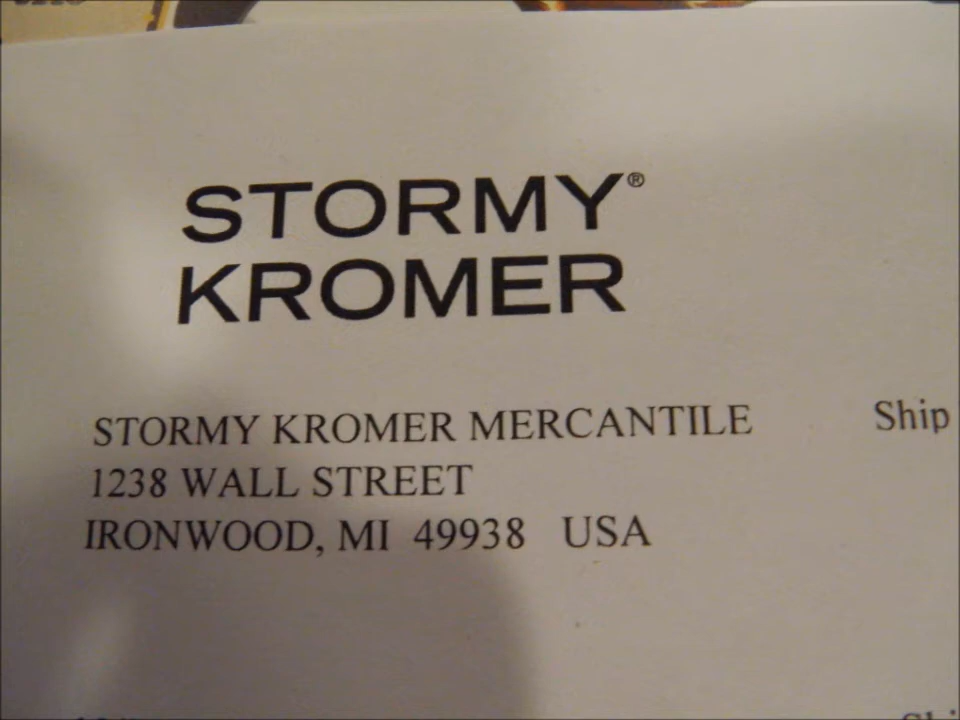 STORMY®
KROMER
STORMY KROMER MERCANTILE Ship
1238 WALL STREET
IRONWOOD, MI 49938 USA